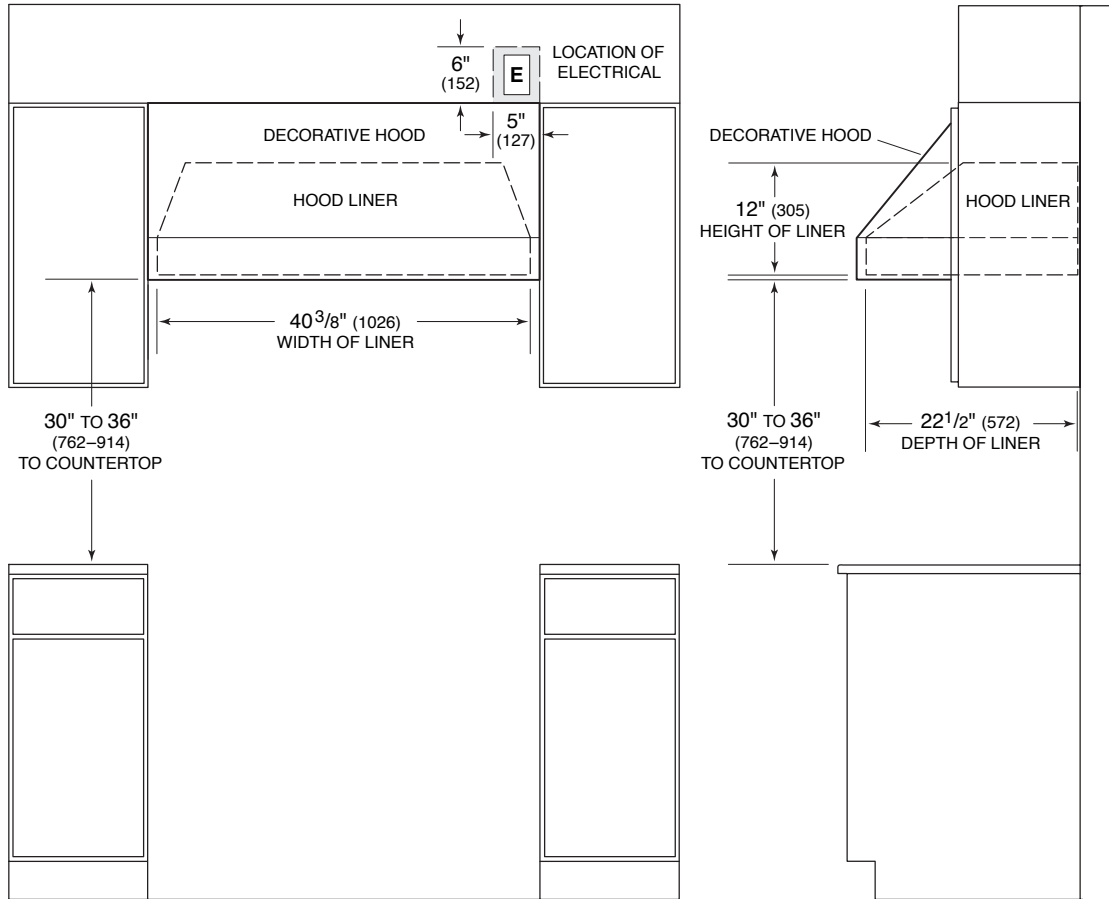 6"
(152)
E
LOCATION OF
ELECTRICAL
5"
(127)
DECORATIVE HOOD
HOOD LINER
40 3/8" (1026)
WIDTH OF LINER
30" TO 36"
(762–914)
TO COUNTERTOP
DECORATIVE HOOD
HOOD LINER
12" (305)
HEIGHT OF LINER
30" TO 36"
(762–914)
TO COUNTERTOP
22 1/2" (572)
DEPTH OF LINER